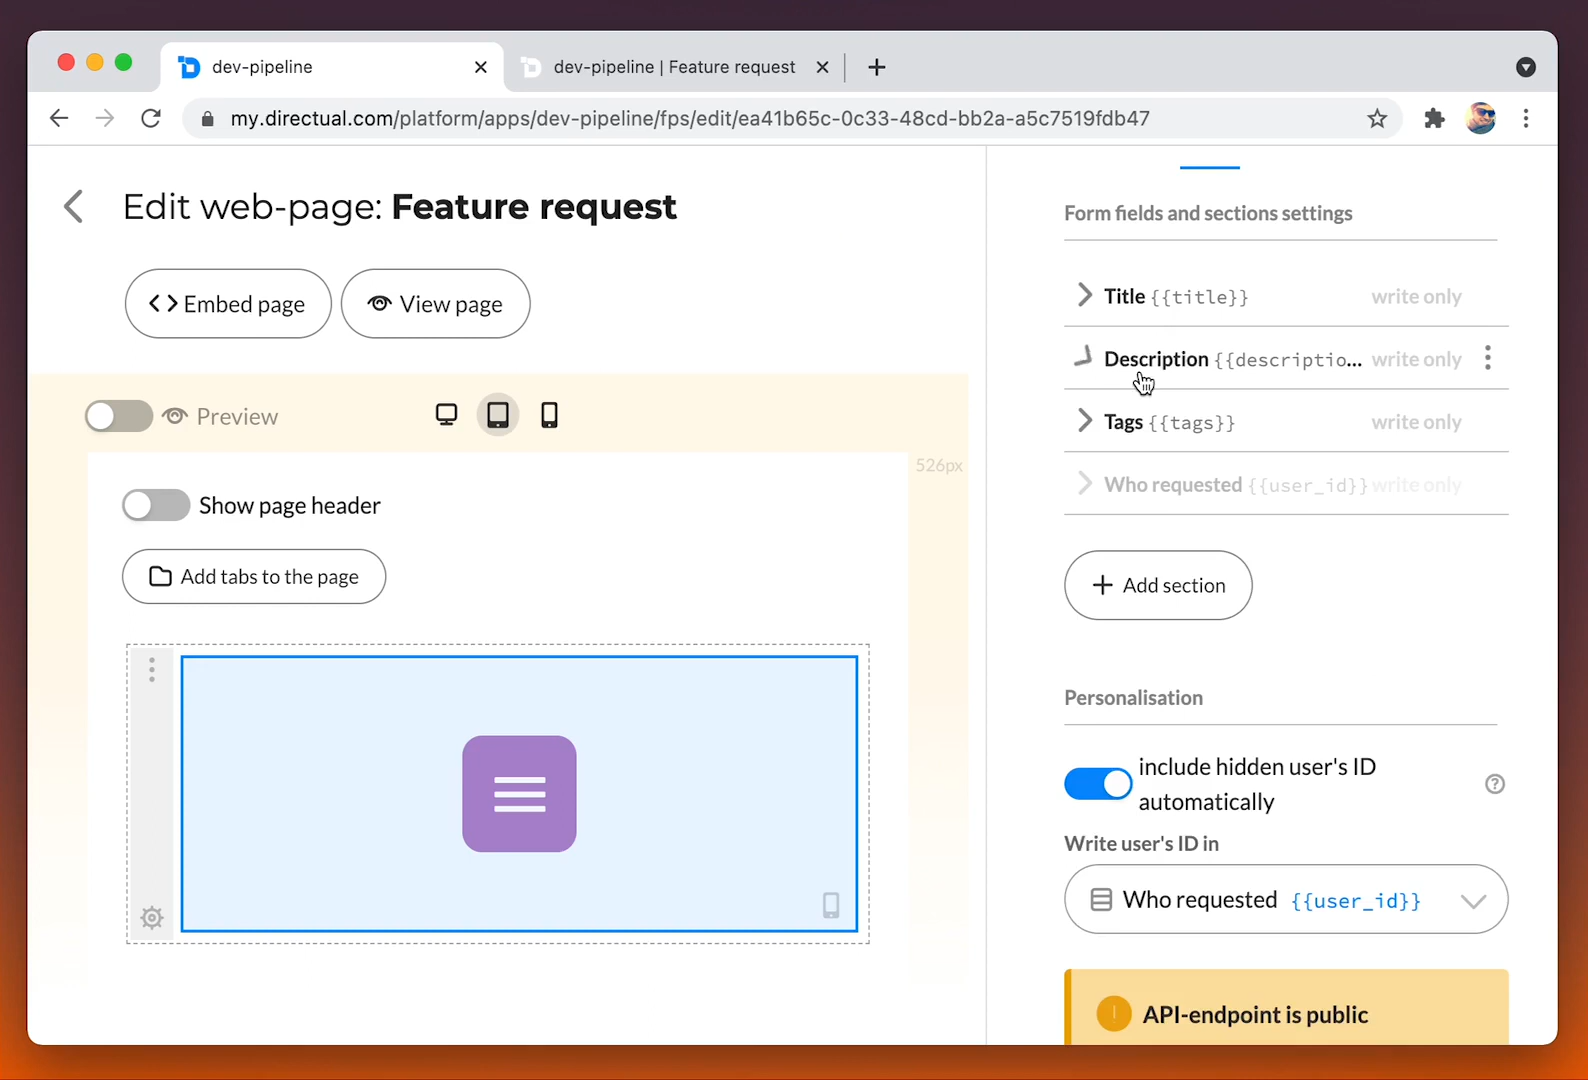 dev-pipeline
dev-pipeline | Feature request
my.directual.com/platform/apps/dev-pipeline/fps/edit/ea41b65c-0c33-48cd-bb2a-a5c7519fdb47
Edit web-page: Feature request
Embed page
View page
Preview
526px
Show page header
Add tabs to the page
Form fields and sections settings
Title {{title}} write only
Description {{descriptio... write only
Tags {{tags}} write only
Who requested {{user_id}} write only
+ Add section
Personalisation
include hidden user's ID
automatically
Write user's ID in
Who requested {{user_id}}
API-endpoint is public